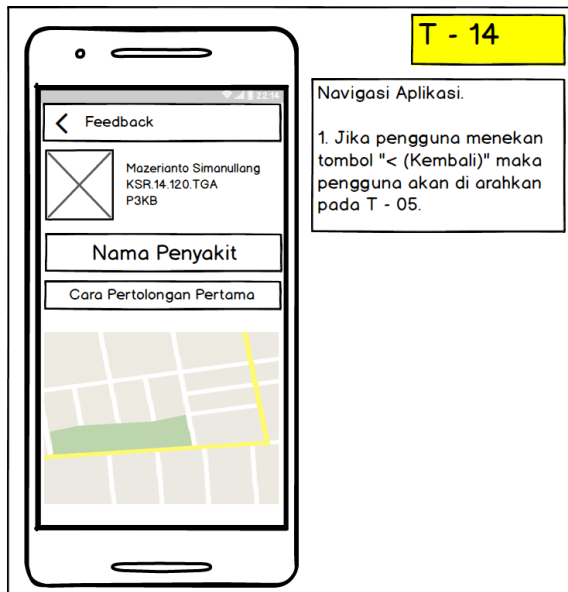 T - 14
22:14
Feedback
Mazerianto Simanullang
KSR.14.120.TGA
P3KB
Nama Penyakit
Cara Pertolongan Pertama
Navigasi Aplikasi.
1. Jika pengguna menekan
tombol "< (Kembali)" maka
pengguna akan di arahkan
pada T - 05.